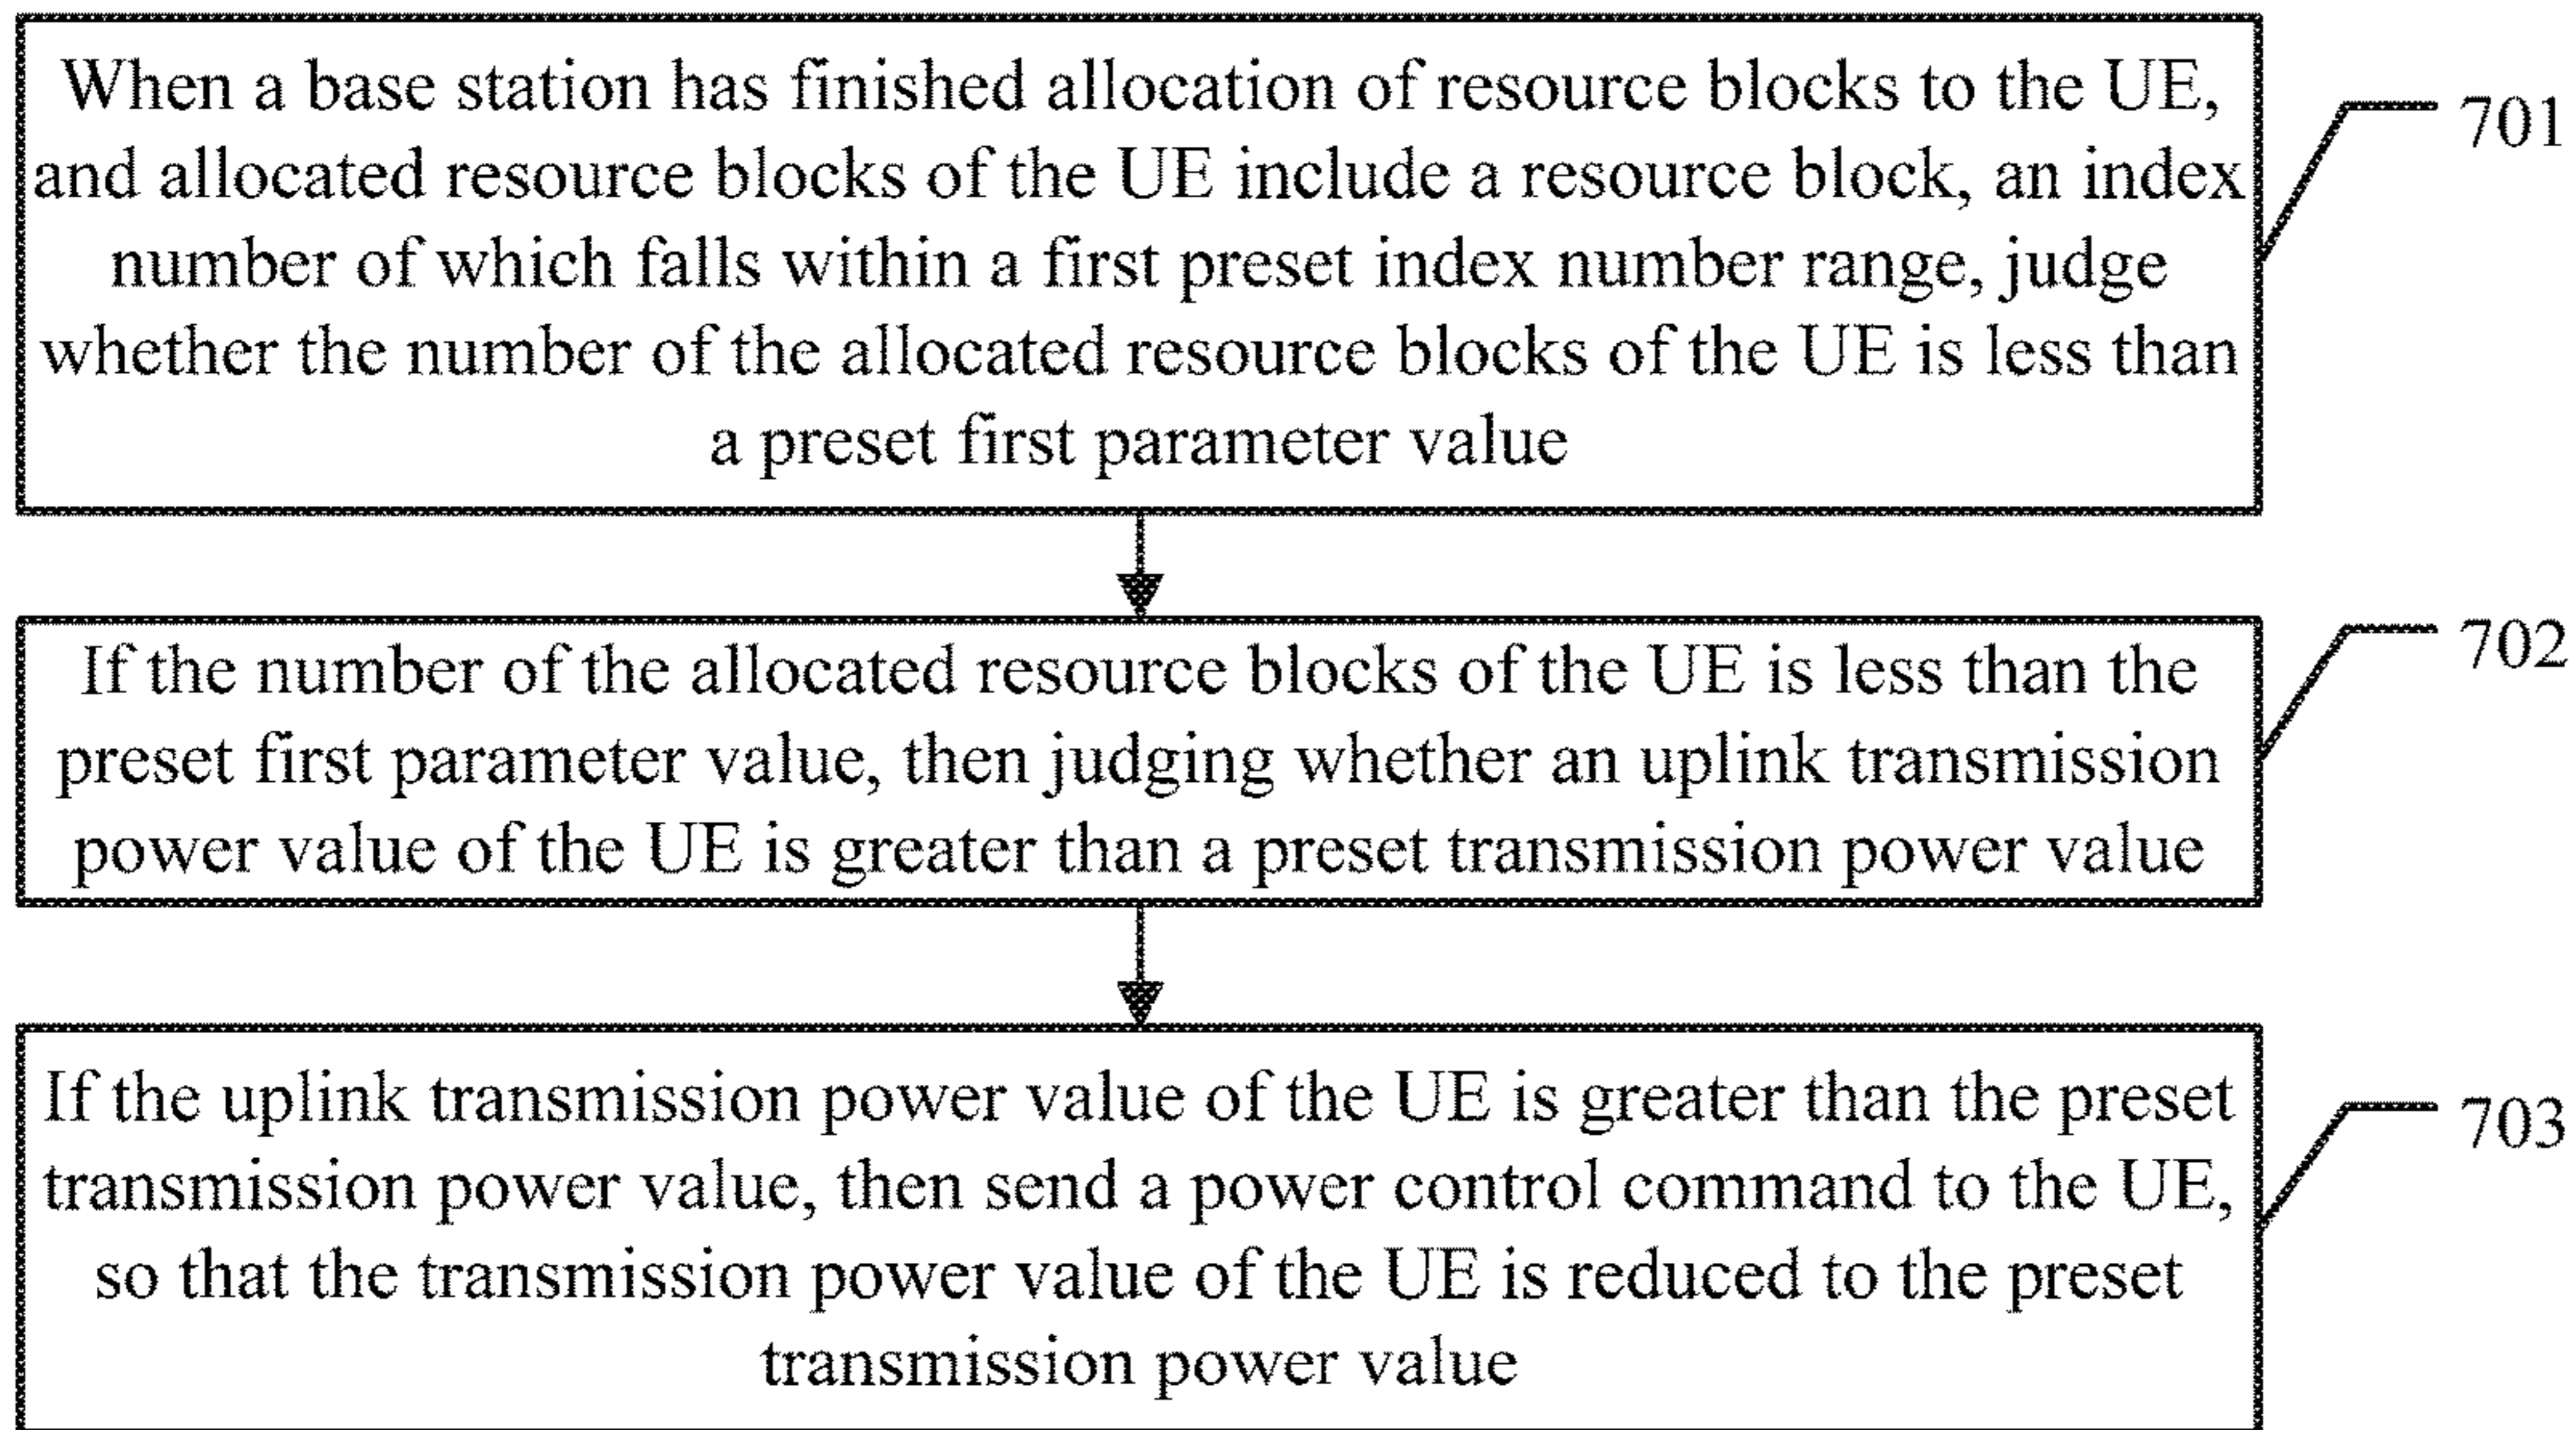 When a base station has finished allocation of resource blocks to the UE,
and allocated resource blocks of the UE include a resource block, an index
number of which falls within a first preset index number range, judge
whether the number of the allocated resource blocks of the UE is less than
a preset first parameter value
701
If the number of the allocated resource blocks of the UE is less than the
preset first parameter value, then judging whether an uplink transmission
power value of the UE is greater than a preset transmission power value
702
If the uplink transmission power value of the UE is greater than the preset
transmission power value, then send a power control command to the UE,
so that the transmission power value of the UE is reduced to the preset
transmission power value
703